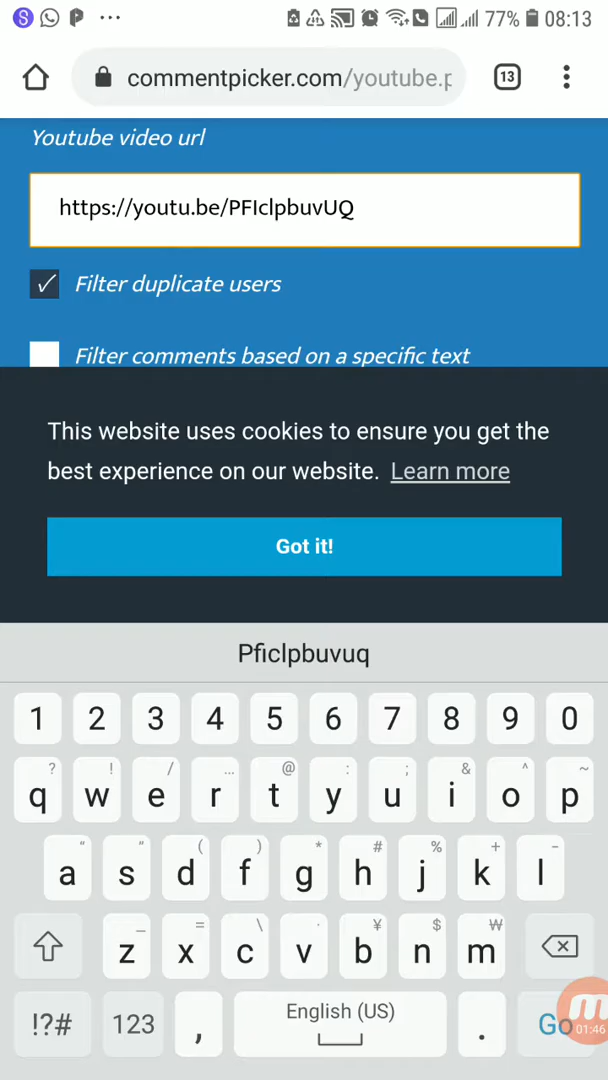 77% 08:13
commentpicker.com/youtube.p
13
Youtube video url
https://youtu.be/PFIclpbuvUQ
Filter duplicate users
Filter comments based on a specific text
This website uses cookies to ensure you get the
best experience on our website. Learn more
Got it!
Pficlpbuvuq
1 2 3 4 5 6 7 8 9 0
? ! / ... @ : ; & ^ ~
q w e r t y u i o p
" " ( ) * # % + -
a s d f g h j k l
_ = \ · ¥ $ ₩
z x c v b n m
!?# 123 , English (US) . Go
01:46